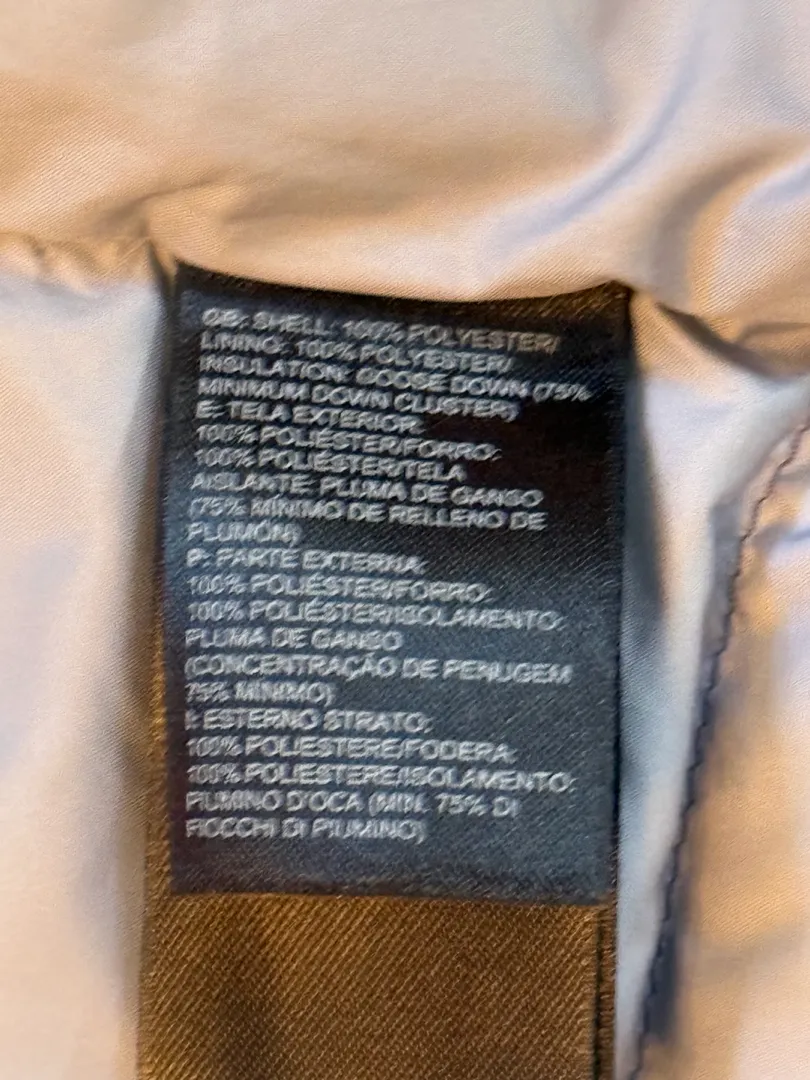 GB: SHELL: 100% POLYESTER/
LINING: 100% POLYESTER/
INSULATION: GOOSE DOWN (75%
MINIMUM DOWN CLUSTER)
E: TELA EXTERIOR:
100% POLIÉSTER/FORRO:
100% POLIÉSTER/TELA
AISLANTE: PLUMA DE GANSO
(75% MÍNIMO DE RELLENO DE
PLUMÓN)
P: PARTE EXTERNA:
100% POLIÉSTER/FORRO:
100% POLIÉSTER/ISOLAMENTO:
PLUMA DE GANSO
(CONCENTRAÇÃO DE PENUGEM
75% MÍNIMO)
I: ESTERNO STRATO:
100% POLIESTERE/FODERA:
100% POLIESTERE/ISOLAMENTO:
PIUMINO D'OCA (MIN. 75% DI
FIOCCHI DI PIUMINO)